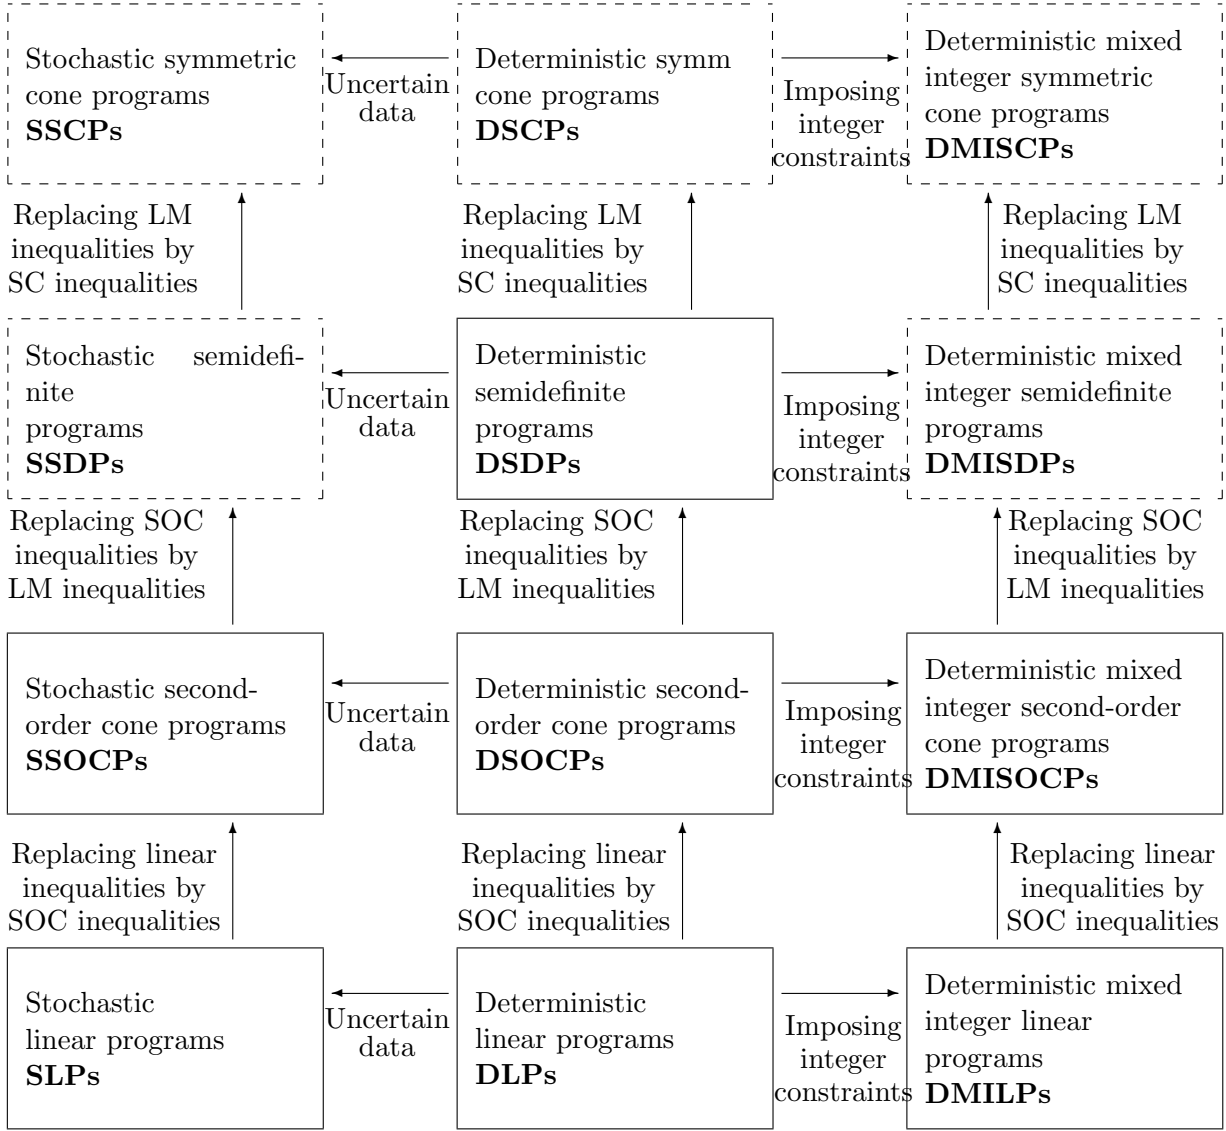 Stochastic symmetric
cone programs
SSCPs
Uncertain
data
Deterministic symm
cone programs
DSCPs
Imposing
integer
constraints
Deterministic mixed
integer symmetric
cone programs
DMISCPs
Replacing LM
inequalities by
SC inequalities
Replacing LM
inequalities by
SC inequalities
Replacing LM
inequalities by
SC inequalities
Stochastic semidefi-
nite
programs
SSDPs
Uncertain
data
Deterministic
semidefinite
programs
DSDPs
Imposing
integer
constraints
Deterministic mixed
integer semidefinite
programs
DMISDPs
Replacing SOC
inequalities by
LM inequalities
Replacing SOC
inequalities by
LM inequalities
Replacing SOC
inequalities by
LM inequalities
Stochastic second-
order cone programs
SSOCPs
Uncertain
data
Deterministic second-
order cone programs
DSOCPs
Imposing
integer
constraints
Deterministic mixed
integer second-order
cone programs
DMISOCPs
Replacing linear
inequalities by
SOC inequalities
Replacing linear
inequalities by
SOC inequalities
Replacing linear
inequalities by
SOC inequalities
Stochastic
linear programs
SLPs
Uncertain
data
Deterministic
linear programs
DLPs
Imposing
integer
constraints
Deterministic mixed
integer linear
programs
DMILPs